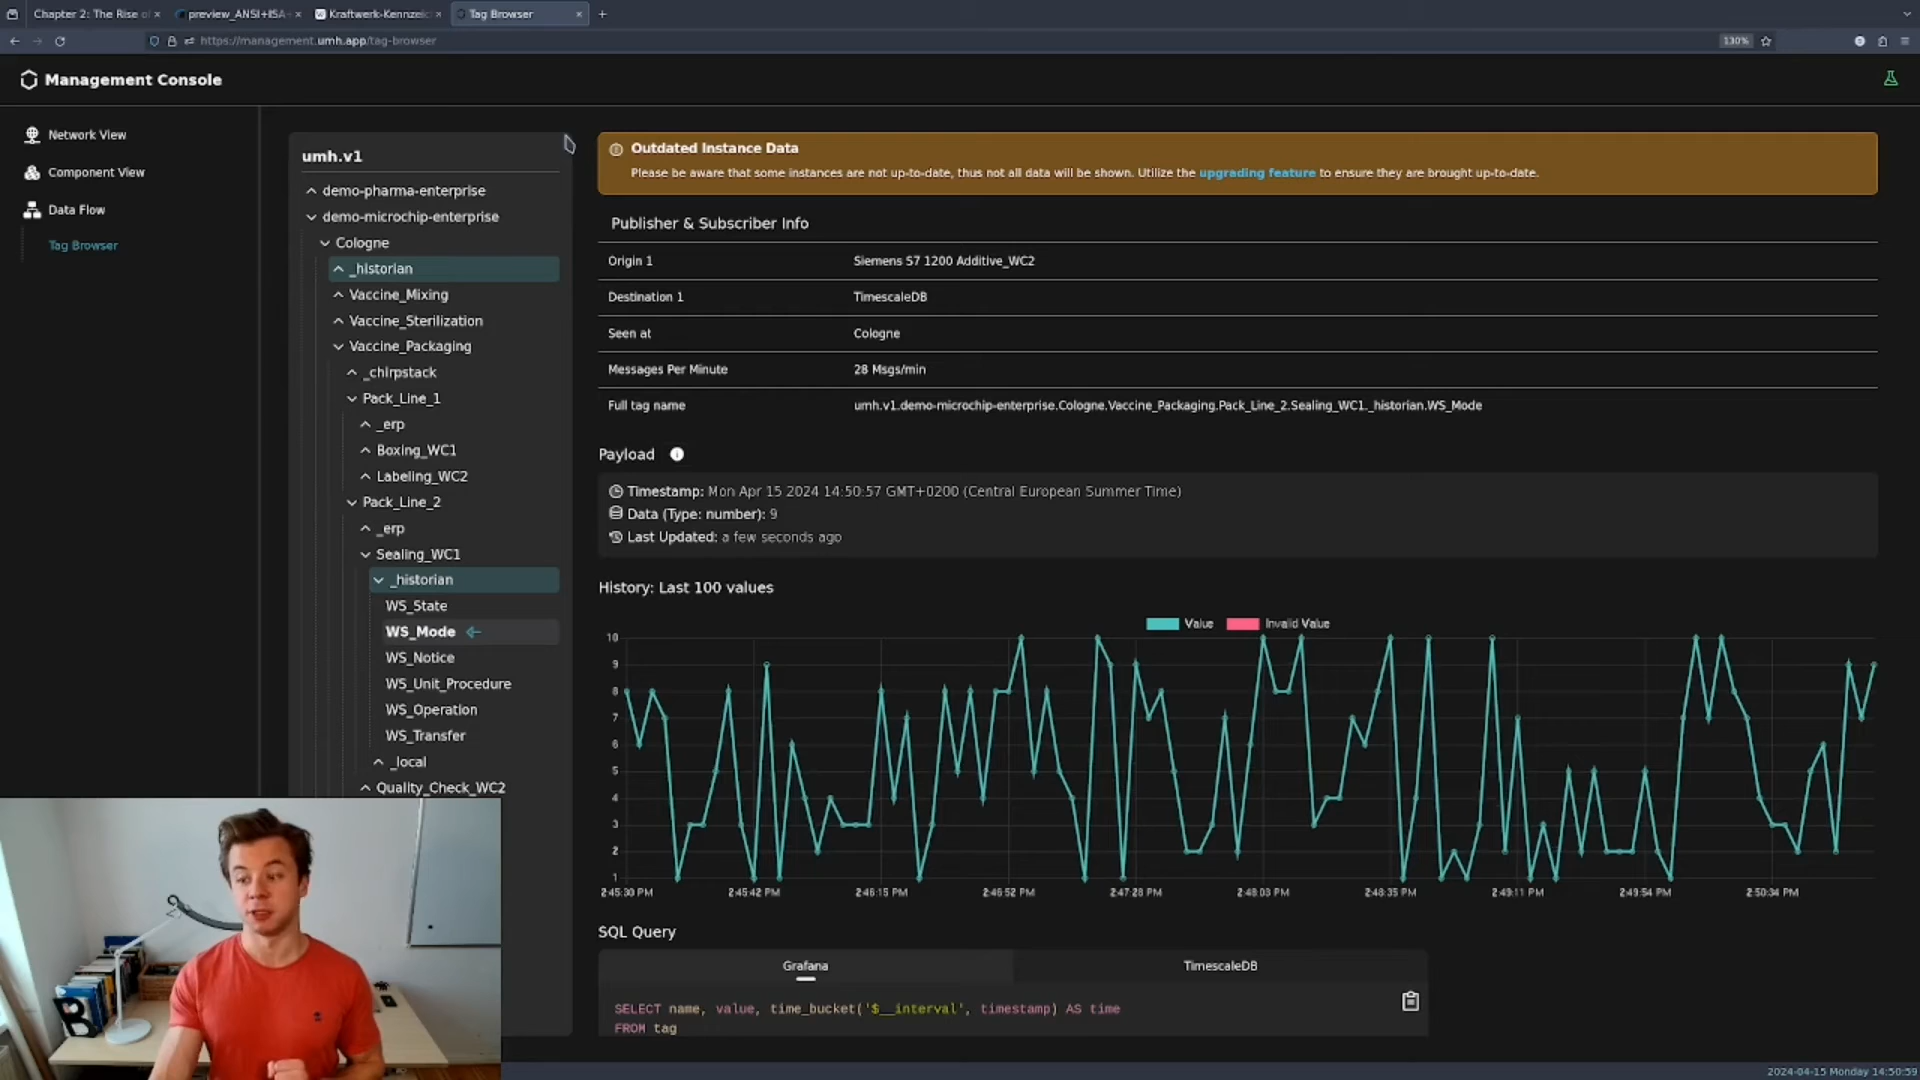 Chapter 2: The Rise of
preview_ANSI+ISA-
Kraftwerk-Kennzeic
Tag Browser
https://management.umh.app/tag-browser
130%
Management Console
Network View
Component View
Data Flow
Tag Browser
umh.v1
demo-pharma-enterprise
demo-microchip-enterprise
Cologne
_historian
Vaccine_Mixing
Vaccine_Sterilization
Vaccine_Packaging
_chirpstack
Pack_Line_1
_erp
Boxing_WC1
Labeling_WC2
Pack_Line_2
_erp
Sealing_WC1
_historian
WS_State
WS_Mode
WS_Notice
WS_Unit_Procedure
WS_Operation
WS_Transfer
_local
Quality_Check_WC2
Outdated Instance Data
Please be aware that some instances are not up-to-date, thus not all data will be shown. Utilize the upgrading feature to ensure they are brought up-to-date.
Publisher & Subscriber Info
Origin 1 Siemens S7 1200 Additive_WC2
Destination 1 TimescaleDB
Seen at Cologne
Messages Per Minute 28 Msgs/min
Full tag name umh.v1.demo-microchip-enterprise.Cologne.Vaccine_Packaging.Pack_Line_2.Sealing_WC1._historian.WS_Mode
Payload
Timestamp: Mon Apr 15 2024 14:50:57 GMT+0200 (Central European Summer Time)
Data (Type: number): 9
Last Updated: a few seconds ago
History: Last 100 values
Value Invalid Value
10
9
8
7
6
5
4
3
2
1
2:45:30 PM 2:45:42 PM 2:46:15 PM 2:46:52 PM 2:47:28 PM 2:48:03 PM 2:48:35 PM 2:49:11 PM 2:49:54 PM 2:50:34 PM
SQL Query
Grafana TimescaleDB
SELECT name, value, time_bucket('$__interval', timestamp) AS time
FROM tag
B
2024-04-15 Monday 14:50:59